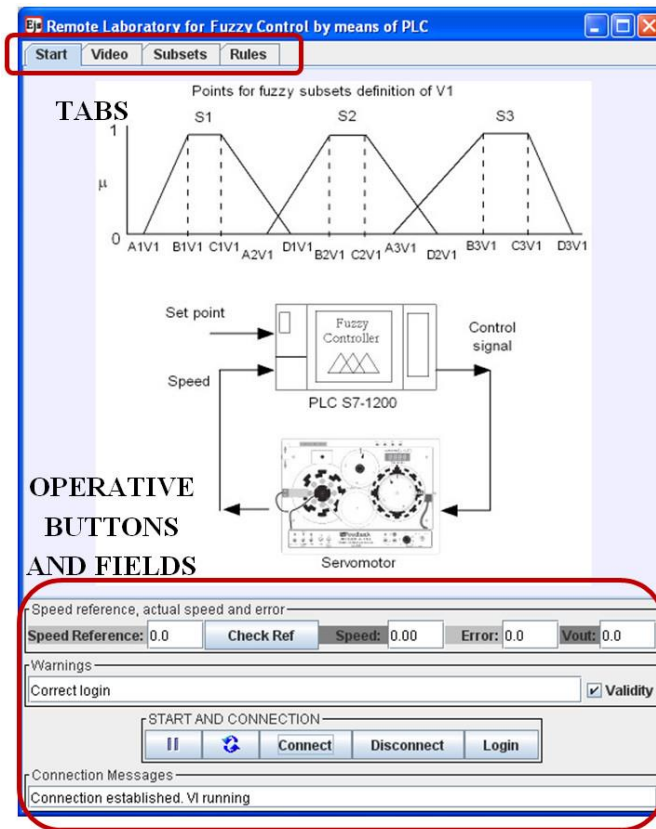 Ejs Remote Laboratory for Fuzzy Control by means of PLC
Start Video Subsets Rules
TABS
Points for fuzzy subsets definition of V1
S1 S2 S3
1
μ
0
A1V1 B1V1 C1V1 A2V1 D1V1 B2V1 C2V1 A3V1 D2V1 B3V1 C3V1 D3V1
Set point
Fuzzy
Controller
Control
signal
Speed
PLC S7-1200
Servomotor
OPERATIVE
BUTTONS
AND FIELDS
Speed reference, actual speed and error
Speed Reference: 0.0 Check Ref Speed: 0.00 Error: 0.0 Vout: 0.0
Warnings
Correct login Validity
START AND CONNECTION
Connect Disconnect Login
Connection Messages
Connection established. VI running